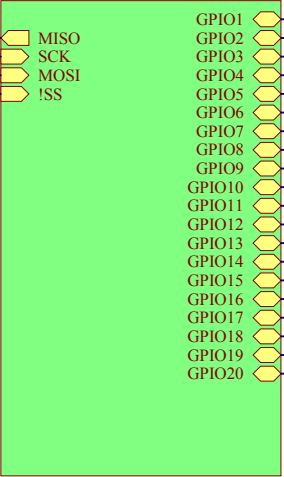 MISO
SCK
MOSI
!SS
GPIO1
GPIO2
GPIO3
GPIO4
GPIO5
GPIO6
GPIO7
GPIO8
GPIO9
GPIO10
GPIO11
GPIO12
GPIO13
GPIO14
GPIO15
GPIO16
GPIO17
GPIO18
GPIO19
GPIO20